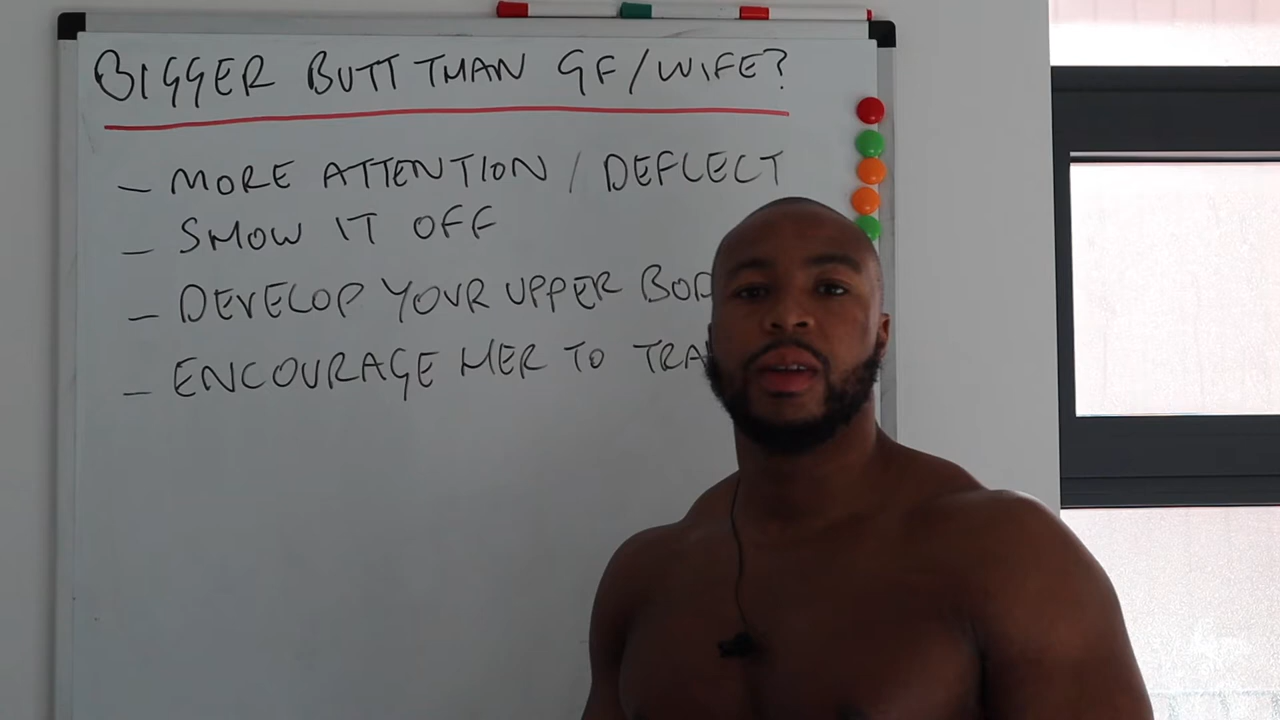 BIGGER BUTT THAN GF/WIFE?
- MORE ATTENTION / DEFLECT
- SHOW IT OFF
- DEVELOP YOUR UPPER
- ENCOURAGE HER TO